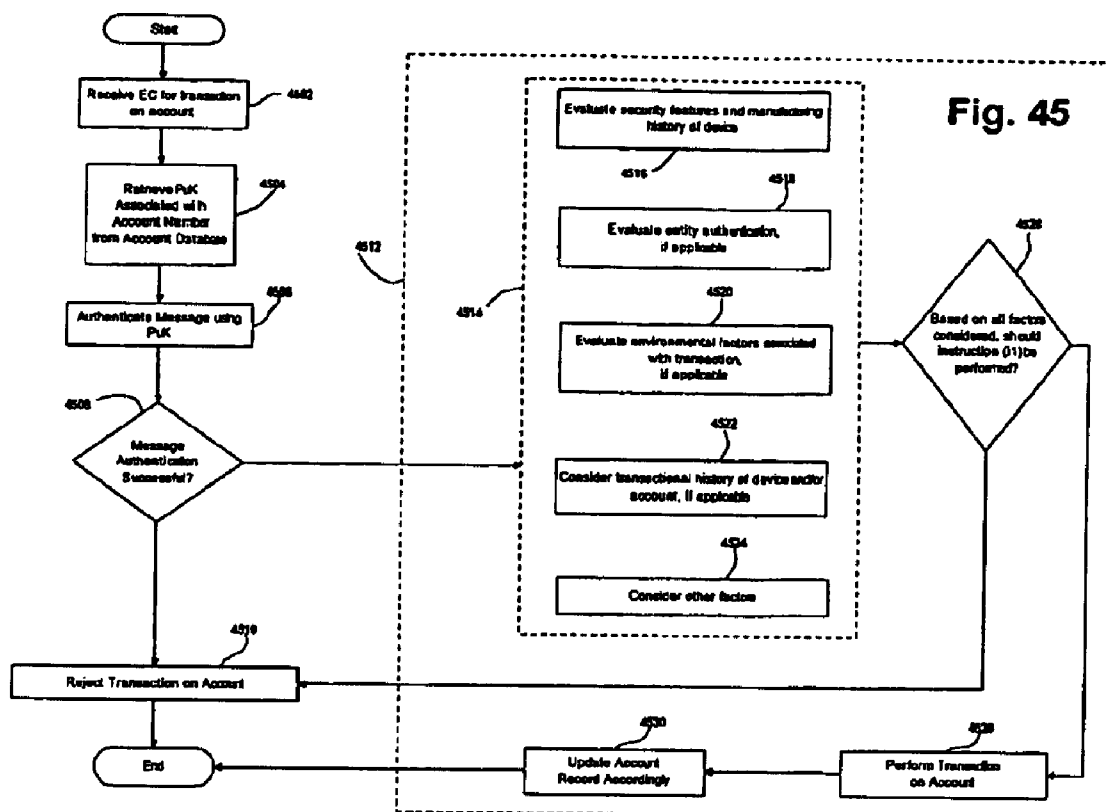 Start
Receive EC for transaction
on account
4502
Retrieve PuK
Associated with
Account Number
from Account Database
4504
Authenticate Message using
PuK
4506
4508
Message
Authentication
Successful?
4510
Reject Transaction on Account
End
4512
4514
Evaluate security features and manufacturing
history of device
4516
4518
Evaluate entity authentication,
if applicable
4520
Evaluate environmental factors associated
with transaction,
if applicable
4522
Consider transactional history of device and/or
account, if applicable
4524
Consider other factors
Fig. 45
4526
Based on all factors
considered, should
instruction (i1) be
performed?
4528
Perform Transaction
on Account
4530
Update Account
Record Accordingly